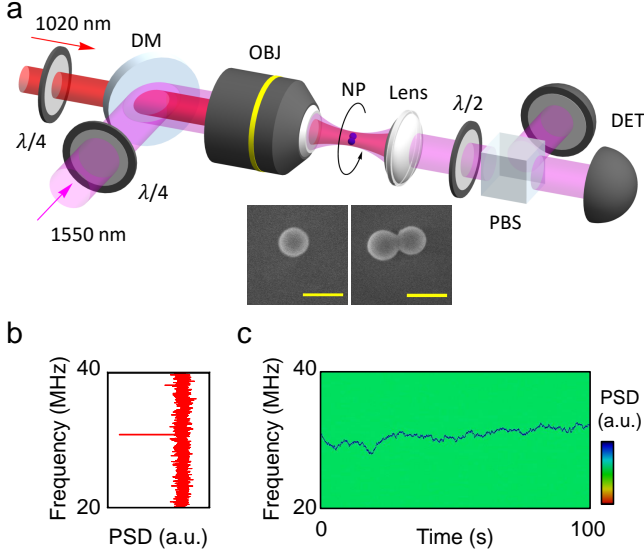 a
1020 nm
DM
OBJ
NP
Lens
λ/2
DET
λ/4
λ/4
1550 nm
PBS
b
c
40
Frequency (MHz)
20
PSD (a.u.)
40
Frequency (MHz)
20
0
Time (s)
100
PSD
(a.u.)